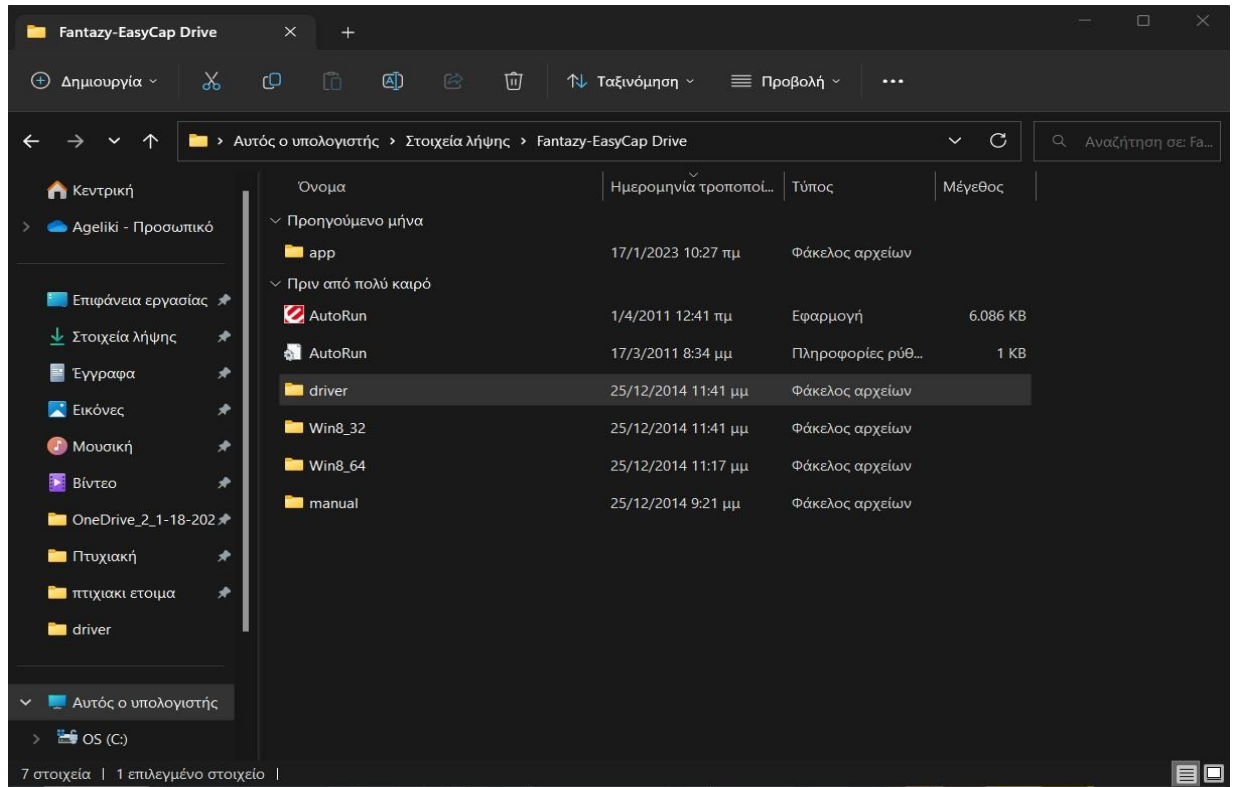 Fantazy-EasyCap Drive
Δημιουργία
Ταξινόμηση
Προβολή
Αυτός ο υπολογιστής > Στοιχεία λήψης > Fantazy-EasyCap Drive
Αναζήτηση σε: Fa...
Κεντρική
Ageliki - Προσωπικό
Επιφάνεια εργασίας
Στοιχεία λήψης
Έγγραφα
Εικόνες
Μουσική
Βίντεο
OneDrive_2_1-18-202
Πτυχιακή
πτιχιακι ετοιμα
driver
Αυτός ο υπολογιστής
OS (C:)
Όνομα Ημερομηνία τροποποί... Τύπος Μέγεθος
Προηγούμενο μήνα
app 17/1/2023 10:27 πμ Φάκελος αρχείων
Πριν από πολύ καιρό
AutoRun 1/4/2011 12:41 πμ Εφαρμογή 6.086 KB
AutoRun 17/3/2011 8:34 μμ Πληροφορίες ρύθ... 1 KB
driver 25/12/2014 11:41 μμ Φάκελος αρχείων
Win8_32 25/12/2014 11:41 μμ Φάκελος αρχείων
Win8_64 25/12/2014 11:17 μμ Φάκελος αρχείων
manual 25/12/2014 9:21 μμ Φάκελος αρχείων
7 στοιχεία | 1 επιλεγμένο στοιχείο |